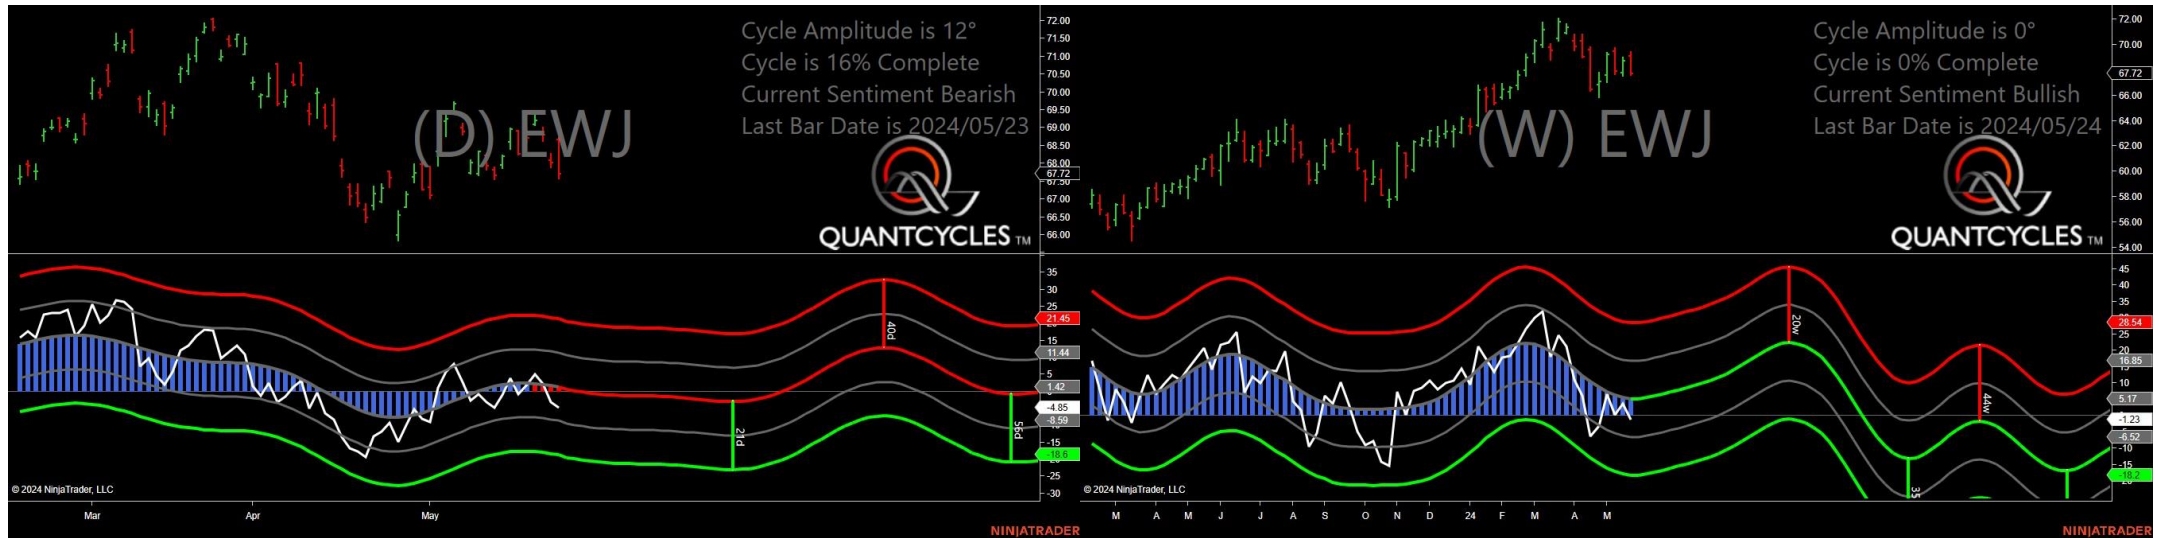 Cycle Amplitude is 12°
Cycle is 16% Complete
Current Sentiment Bearish
Last Bar Date is 2024/05/23
(D) EWJ
QUANTCYCLES TM
72.00
71.50
71.00
70.50
70.00
69.50
69.00
68.50
68.00
67.72
67.50
67.00
66.50
66.00
35
30
25
21.45
15
11.44
5
1.42
-4.85
-8.59
-15
-18.6
-25
-30
40d
21d
56d
© 2024 NinjaTrader, LLC
Mar Apr May
NINJATRADER
Cycle Amplitude is 0°
Cycle is 0% Complete
Current Sentiment Bullish
Last Bar Date is 2024/05/24
(W) EWJ
QUANTCYCLES TM
72.00
70.00
67.72
66.00
64.00
62.00
60.00
58.00
56.00
54.00
45
40
35
28.54
25
20
16.85
10
5.17
-1.23
-6.52
-10
-15
-18.2
20w
35
44w
© 2024 NinjaTrader, LLC
M A M J J A S O N D 24 F M A M
NINJATRADER